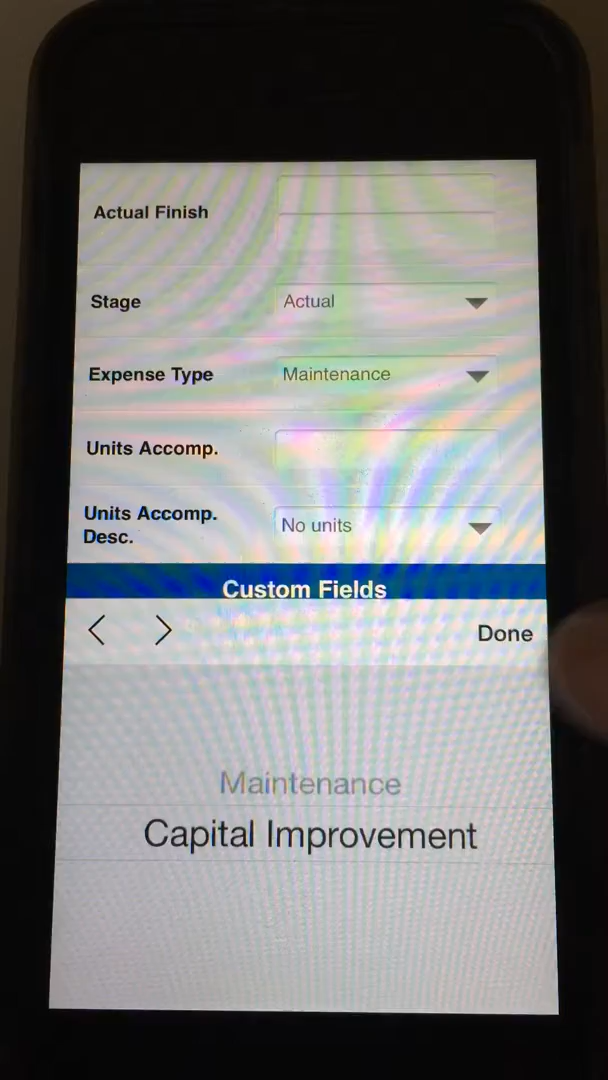 Actual Finish
Stage
Actual
Expense Type
Maintenance
Units Accomp.
Units Accomp.
Desc.
No units
Custom Fields
Done
Maintenance
Capital Improvement